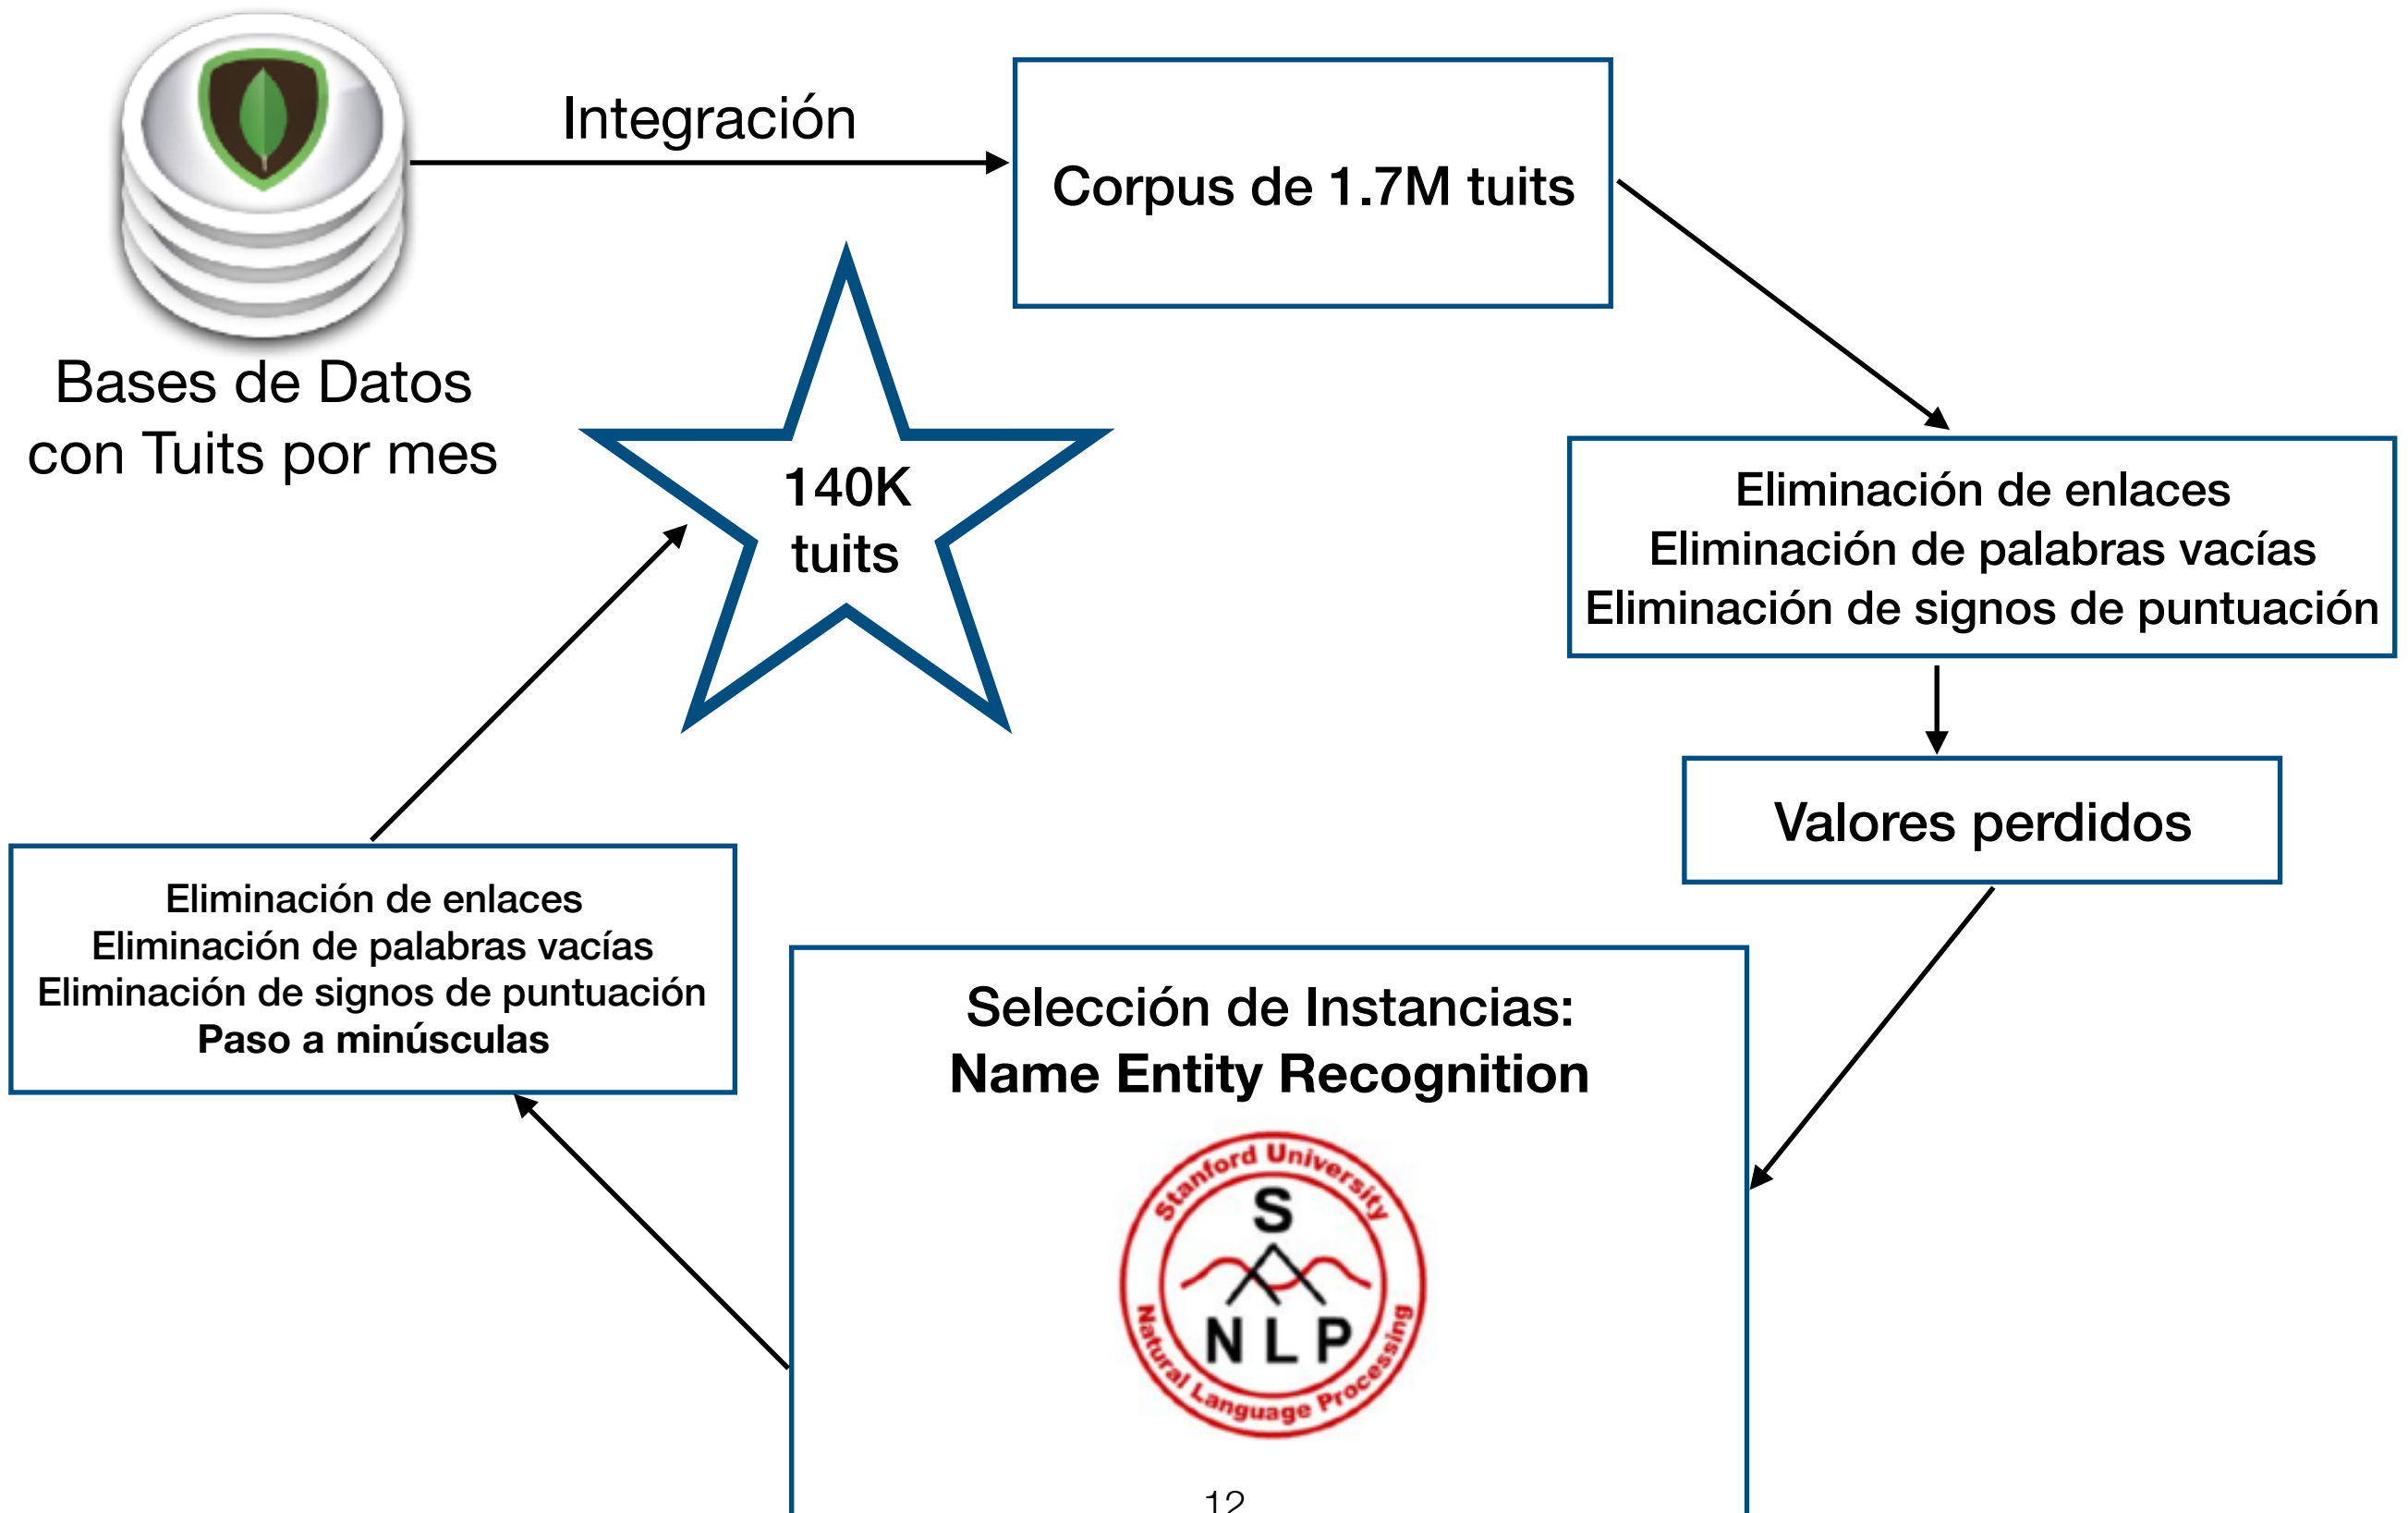 Integración
Corpus de 1.7M tuits
Bases de Datos
con Tuits por mes
140K
tuits
Eliminación de enlaces
Eliminación de palabras vacías
Eliminación de signos de puntuación
Valores perdidos
Selección de Instancias:
Name Entity Recognition
Stanford University
S
NLP
Natural Language Processing
Eliminación de enlaces
Eliminación de palabras vacías
Eliminación de signos de puntuación
Paso a minúsculas
12